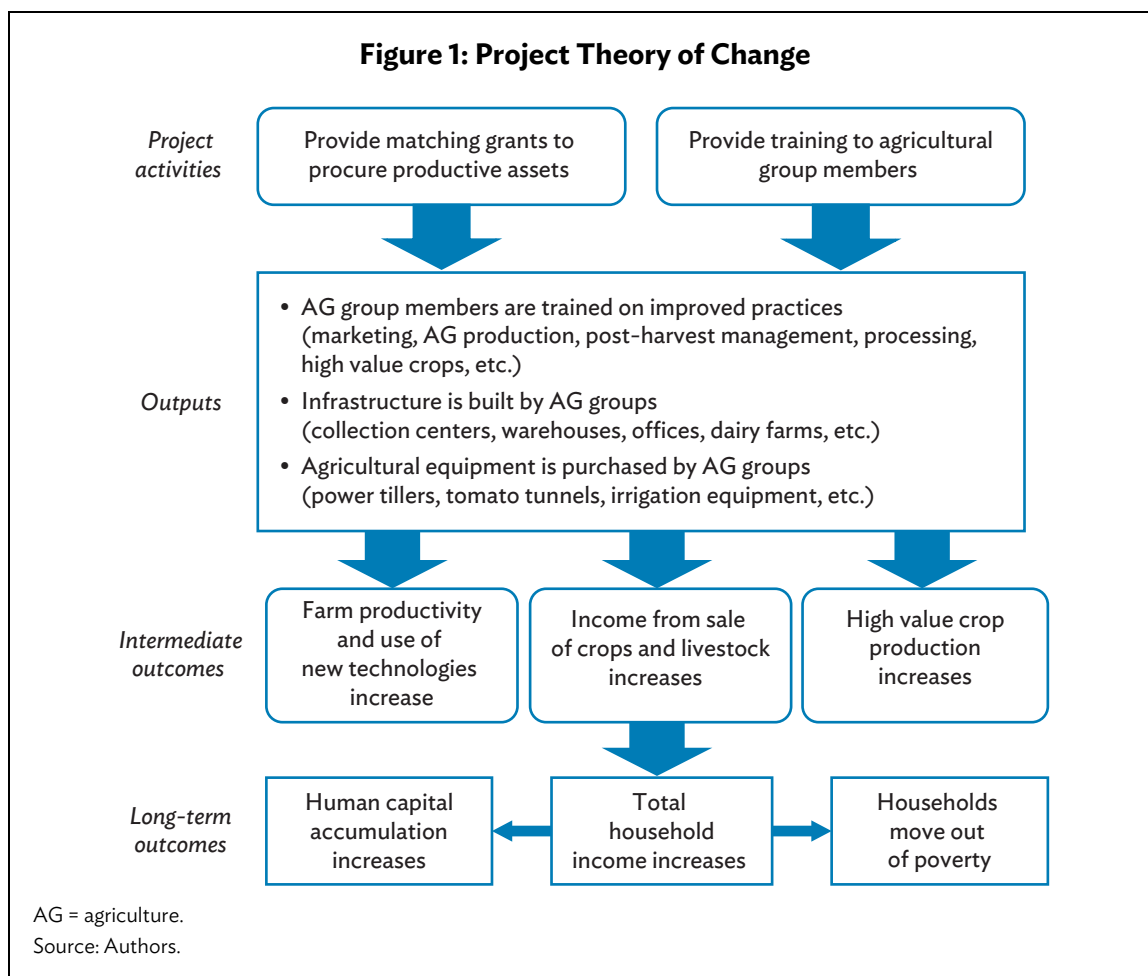 Figure 1: Project Theory of Change
Project
activities
Provide matching grants to
procure productive assets
Provide training to agricultural
group members
Outputs
• AG group members are trained on improved practices
(marketing, AG production, post-harvest management, processing,
high value crops, etc.)
• Infrastructure is built by AG groups
(collection centers, warehouses, offices, dairy farms, etc.)
• Agricultural equipment is purchased by AG groups
(power tillers, tomato tunnels, irrigation equipment, etc.)
Intermediate
outcomes
Farm productivity
and use of
new technologies
increase
Income from sale
of crops and livestock
increases
High value crop
production
increases
Long-term
outcomes
Human capital
accumulation
increases
Total
household
income increases
Households
move out
of poverty
AG = agriculture.
Source: Authors.